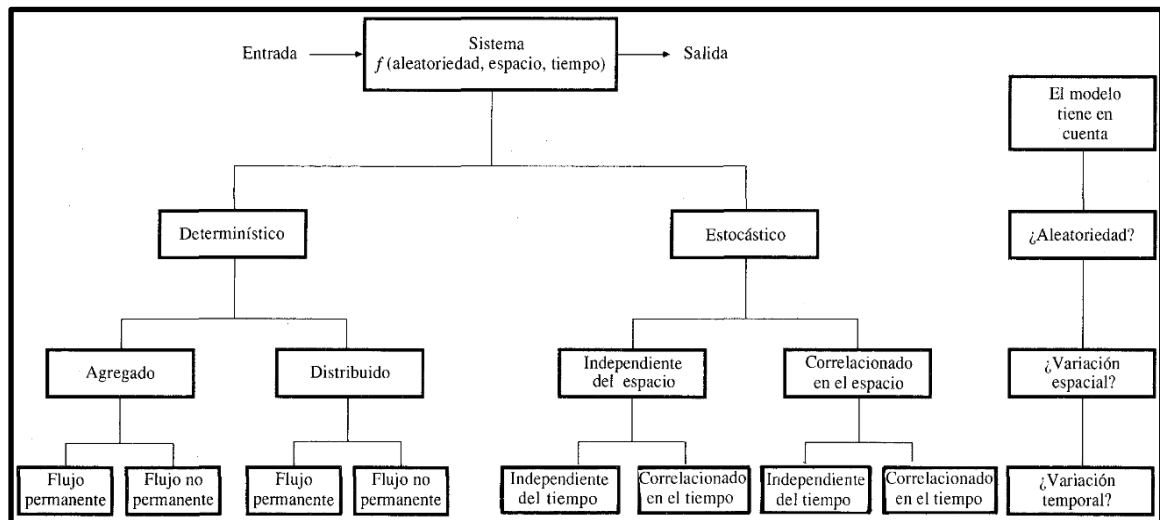 Entrada
Sistema
f (aleatoriedad, espacio, tiempo)
Salida
El modelo
tiene en
cuenta
Determinístico
Estocástico
¿Aleatoriedad?
Agregado
Distribuido
Independiente
del espacio
Correlacionado
en el espacio
¿Variación
espacial?
Flujo
permanente
Flujo no
permanente
Flujo
permanente
Flujo no
permanente
Independiente
del tiempo
Correlacionado
en el tiempo
Independiente
del tiempo
Correlacionado
en el tiempo
¿Variación
temporal?